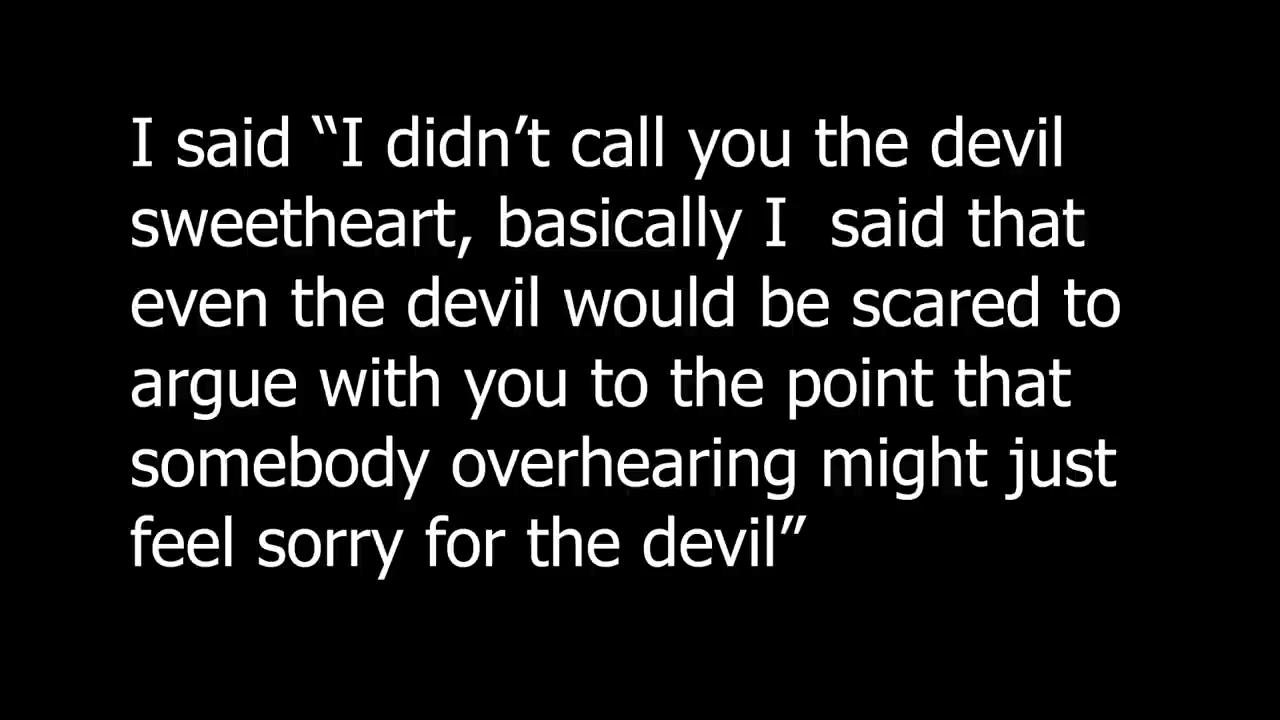 I said “I didn’t call you the devil
sweetheart, basically I  said that
even the devil would be scared to
argue with you to the point that
somebody overhearing might just
feel sorry for the devil”